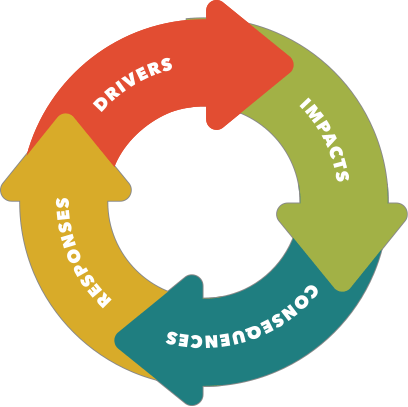 DRIVERS
IMPACTS
CONSEQUENCES
RESPONSES